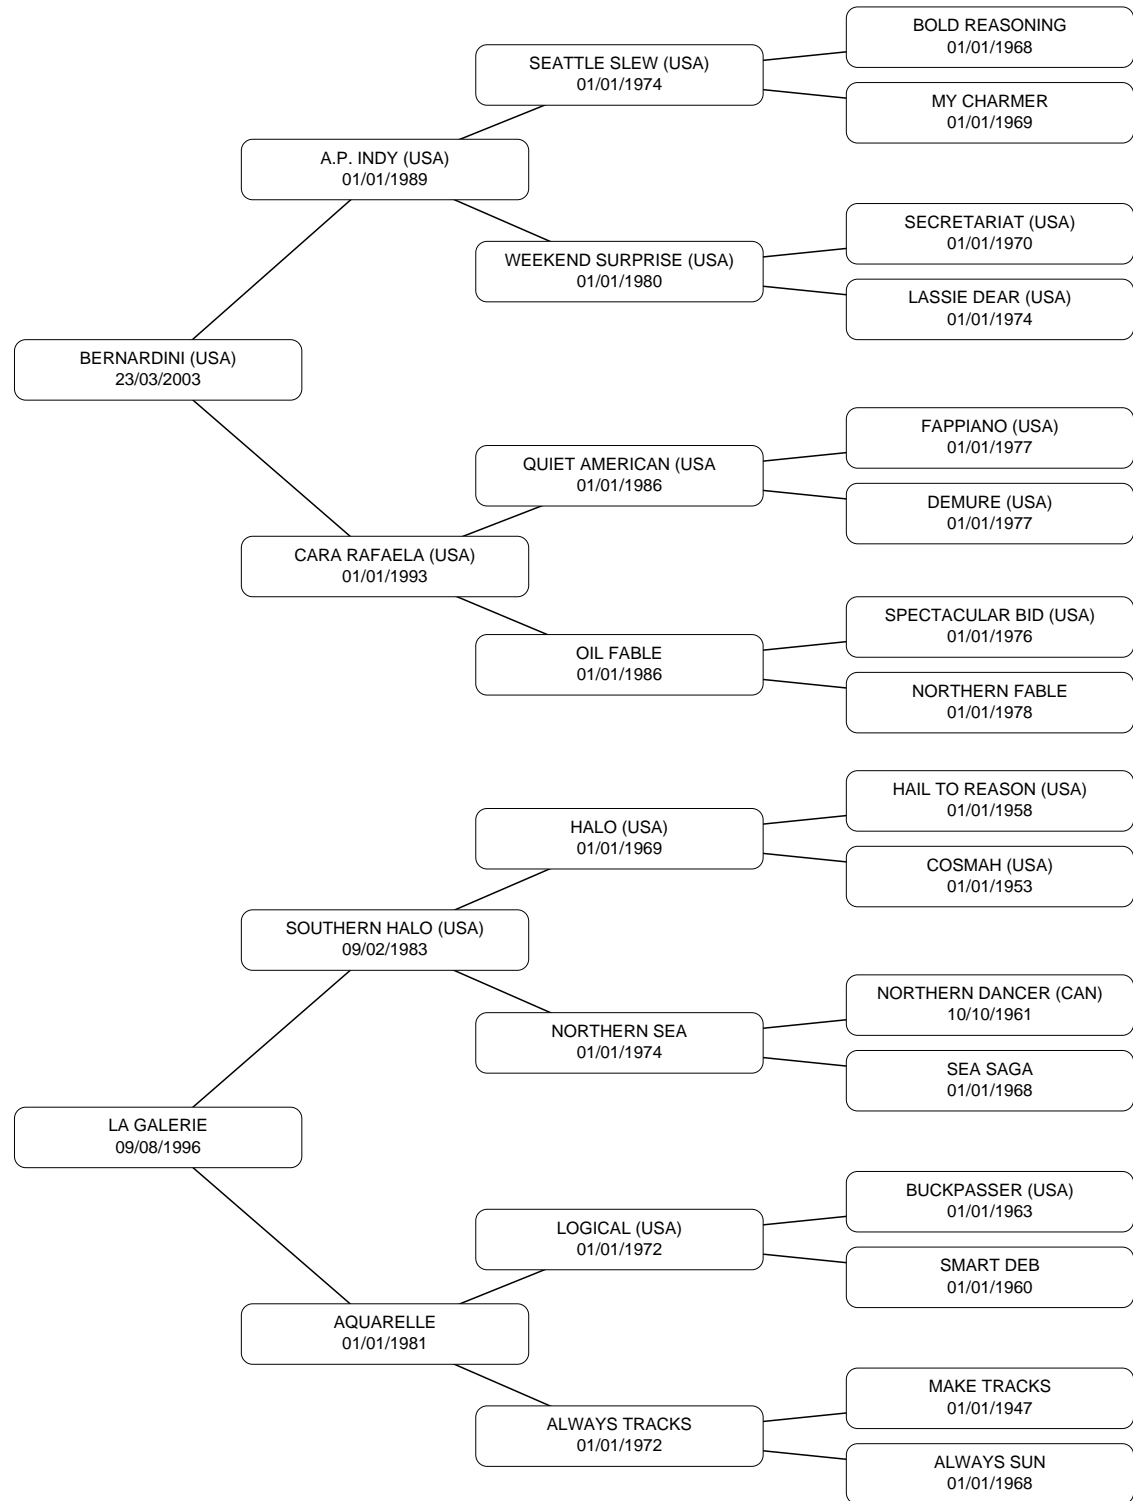 BOLD REASONING
01/01/1968
SEATTLE SLEW (USA)
01/01/1974
MY CHARMER
01/01/1969
A.P. INDY (USA)
01/01/1989
SECRETARIAT (USA)
01/01/1970
WEEKEND SURPRISE (USA)
01/01/1980
LASSIE DEAR (USA)
01/01/1974
BERNARDINI (USA)
23/03/2003
FAPPIANO (USA)
01/01/1977
QUIET AMERICAN (USA
01/01/1986
DEMURE (USA)
01/01/1977
CARA RAFAELA (USA)
01/01/1993
SPECTACULAR BID (USA)
01/01/1976
OIL FABLE
01/01/1986
NORTHERN FABLE
01/01/1978
HAIL TO REASON (USA)
01/01/1958
HALO (USA)
01/01/1969
COSMAH (USA)
01/01/1953
SOUTHERN HALO (USA)
09/02/1983
NORTHERN DANCER (CAN)
10/10/1961
NORTHERN SEA
01/01/1974
SEA SAGA
01/01/1968
LA GALERIE
09/08/1996
BUCKPASSER (USA)
01/01/1963
LOGICAL (USA)
01/01/1972
SMART DEB
01/01/1960
AQUARELLE
01/01/1981
MAKE TRACKS
01/01/1947
ALWAYS TRACKS
01/01/1972
ALWAYS SUN
01/01/1968